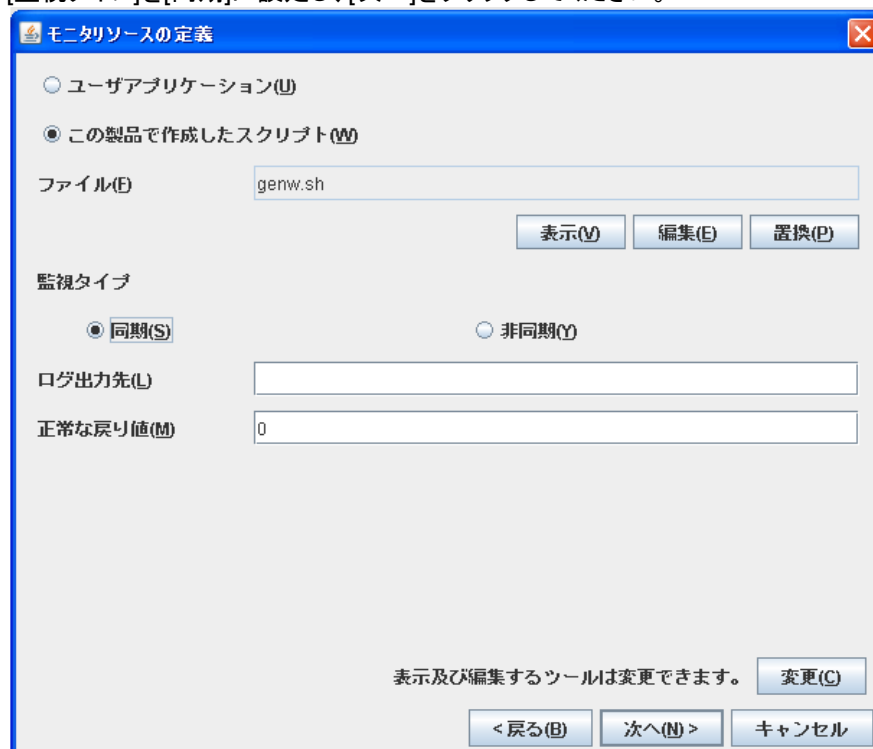 モニタリソースの定義
ユーザアプリケーション(U)
この製品で作成したスクリプト(W)
ファイル(F) genw.sh
表示(V) 編集(E) 置換(P)
監視タイプ
同期(S) 非同期(Y)
ログ出力先(L)
正常な戻り値(M) 0
表示及び編集するツールは変更できます。 変更(C)
<戻る(B) 次へ(N)> キャンセル